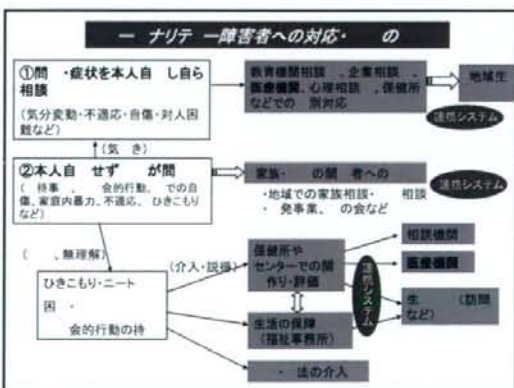 ー ナリテ ー障害者への対応・ の
①問 ・症状を本人自 し自ら
相談
(気分変動・不適応・自傷・対人困
難など)
教育機関相談 、企業相談 、
医療機関、心理相談 、保健所
などでの 別対応
地域生
連携システム
(気 き)
②本人自 せず が問
( 持事 、 会的行動、 での自
傷、家庭内暴力、不適応、 ひきこもり
など)
家族・ の関 者への
・地域での家族相談・ 相談
・ 発事業、 の会など
連携システム
( 、無理解)
(介入・説得)
ひきこもり・ニート
困 ・
会的行動の持
保健所や
センターでの関
作り・評価
生活の保障
(福祉事務所)
・ 法の介入
連携システム
相談機関
医療機関
生 (訪問
など)